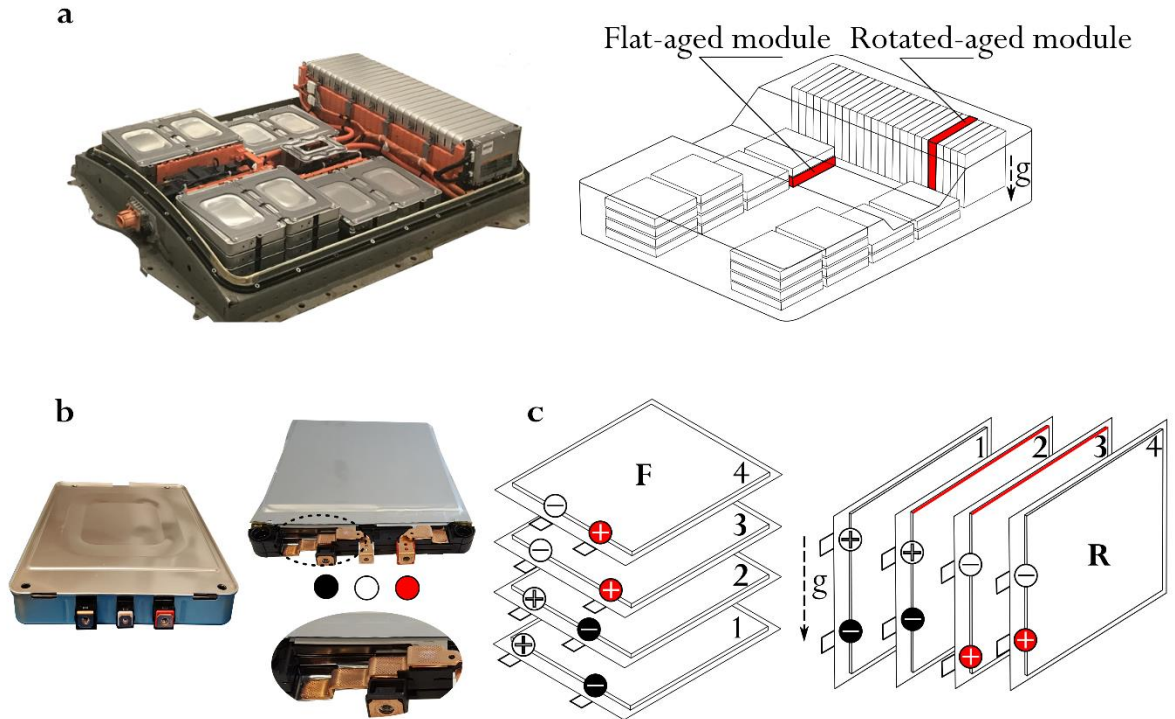 a
Flat-aged module Rotated-aged module
g
b
c
F
4
3
2
1
− +
− +
+ −
+ −
1
2
3
4
g
+ + − −
− − + +
R